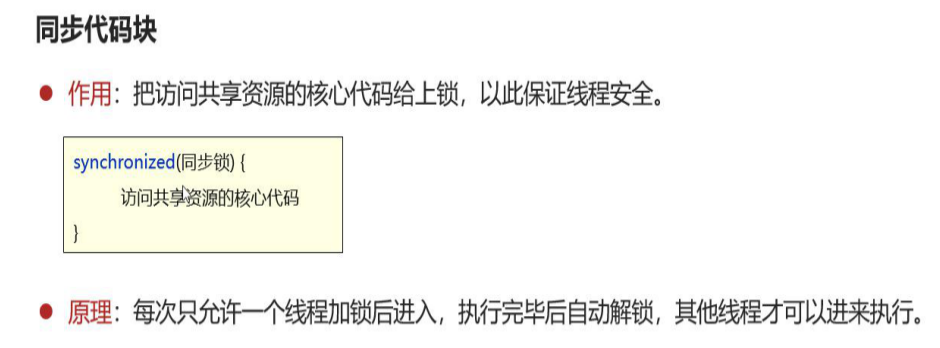 同步代码块
作用：把访问共享资源的核心代码给上锁，以此保证线程安全。
synchronized(同步锁) {
访问共享资源的核心代码
}
原理：每次只允许一个线程加锁后进入，执行完毕后自动解锁，其他线程才可以进来执行。